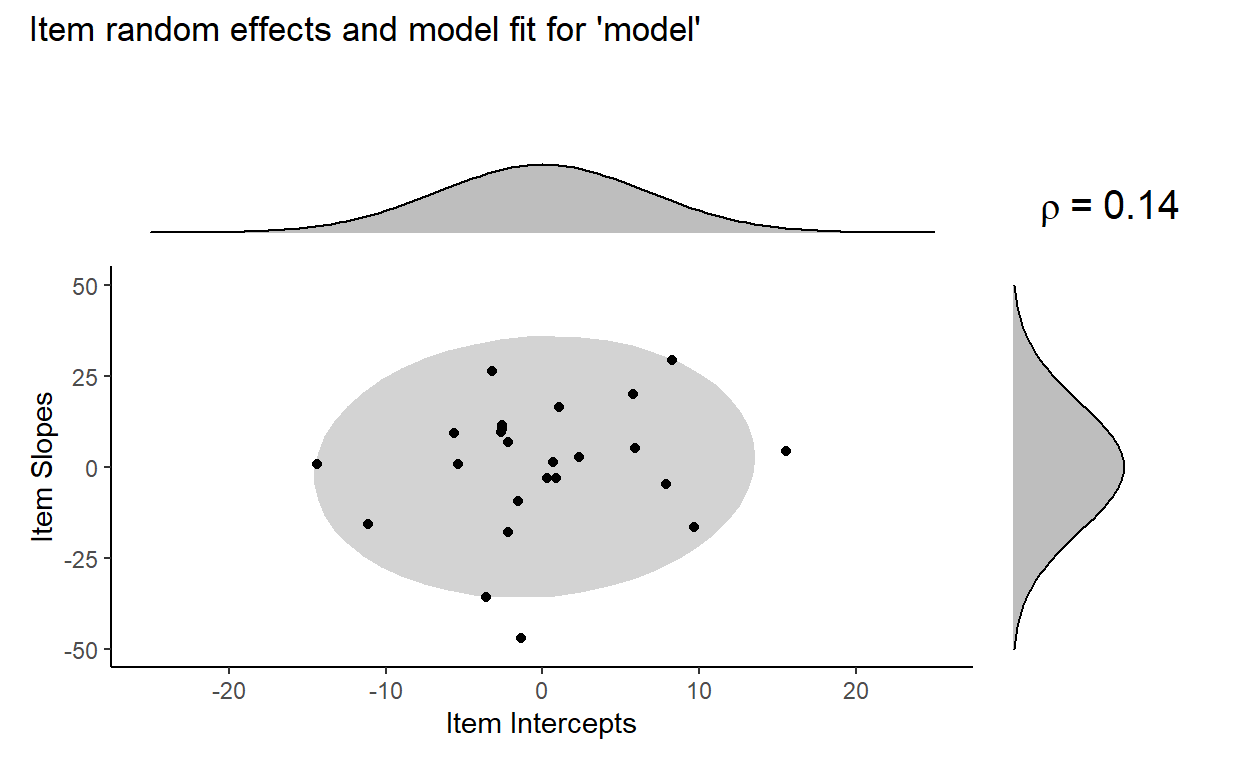 Item random effects and model fit for 'model'
ρ = 0.14
50
25
0
-25
-50
Item Slopes
-20 -10 0 10 20
Item Intercepts